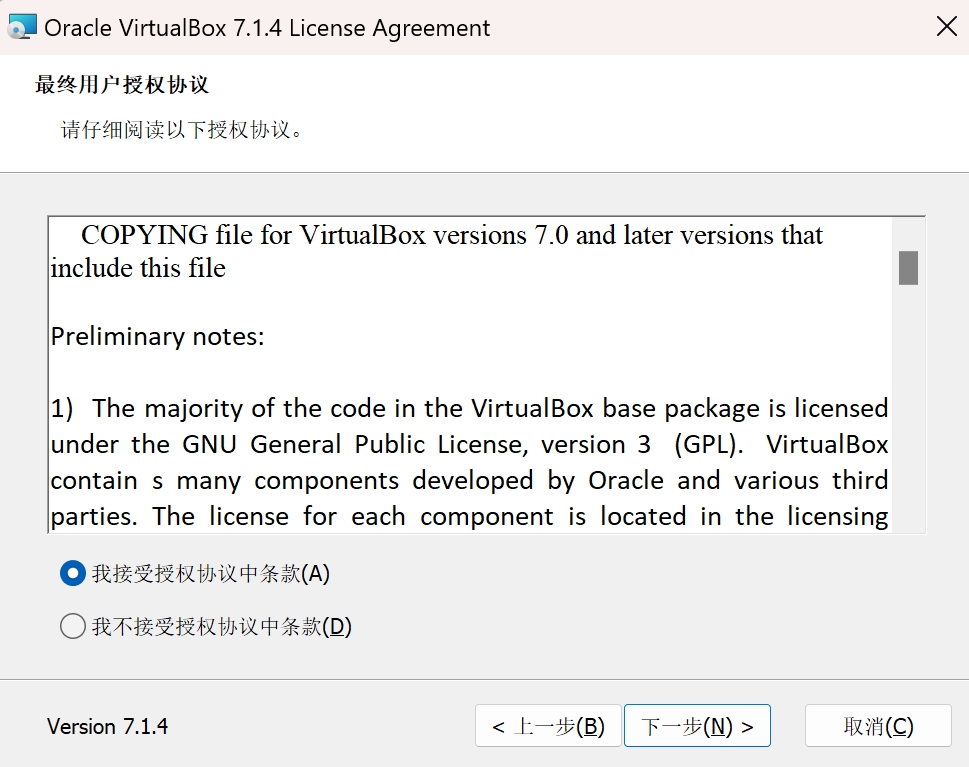 Oracle VirtualBox 7.1.4 License Agreement
最终用户授权协议
请仔细阅读以下授权协议。
COPYING file for VirtualBox versions 7.0 and later versions that
include this file
Preliminary notes:
1) The majority of the code in the VirtualBox base package is licensed
under the GNU General Public License, version 3 (GPL). VirtualBox
contain s many components developed by Oracle and various third
parties. The license for each component is located in the licensing
我接受授权协议中条款(A)
我不接受授权协议中条款(D)
Version 7.1.4
< 上一步(B)
下一步(N) >
取消(C)